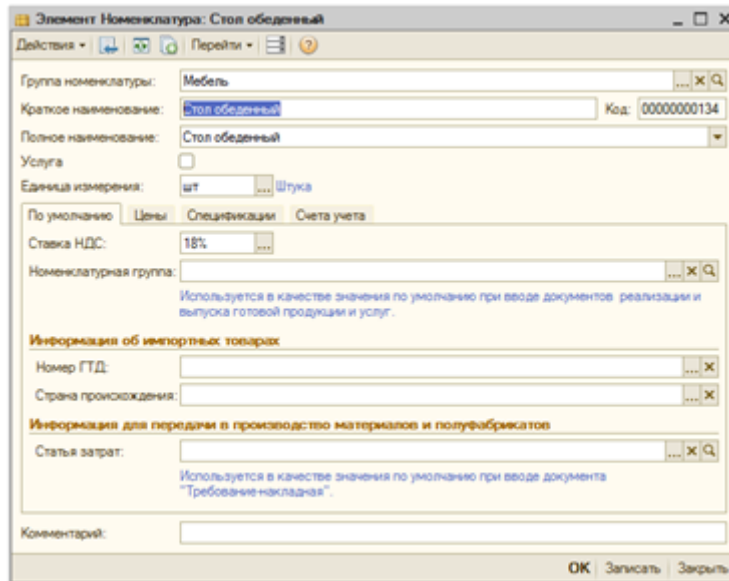 Элемент Номенклатура: Стол обеденный
Действия Перейти
Группа номенклатуры: Мебель
Краткое наименование: Стол обеденный Код: 00000000134
Полное наименование: Стол обеденный
Услуга
Единица измерения: шт ... Штука
По умолчанию Цены Спецификации Счета учета
Ставка НДС: 18% ...
Номенклатурная группа: ...
Используется в качестве значения по умолчанию при вводе документов реализации и
выпуска готовой продукции и услуг.
Информация об импортных товарах
Номер ГТД: ...
Страна происхождения: ...
Информация для передачи в производство материалов и полуфабрикатов
Статья затрат: ...
Используется в качестве значения по умолчанию при вводе документа
"Требование-накладная".
Комментарий:
OK Записать Закрыть